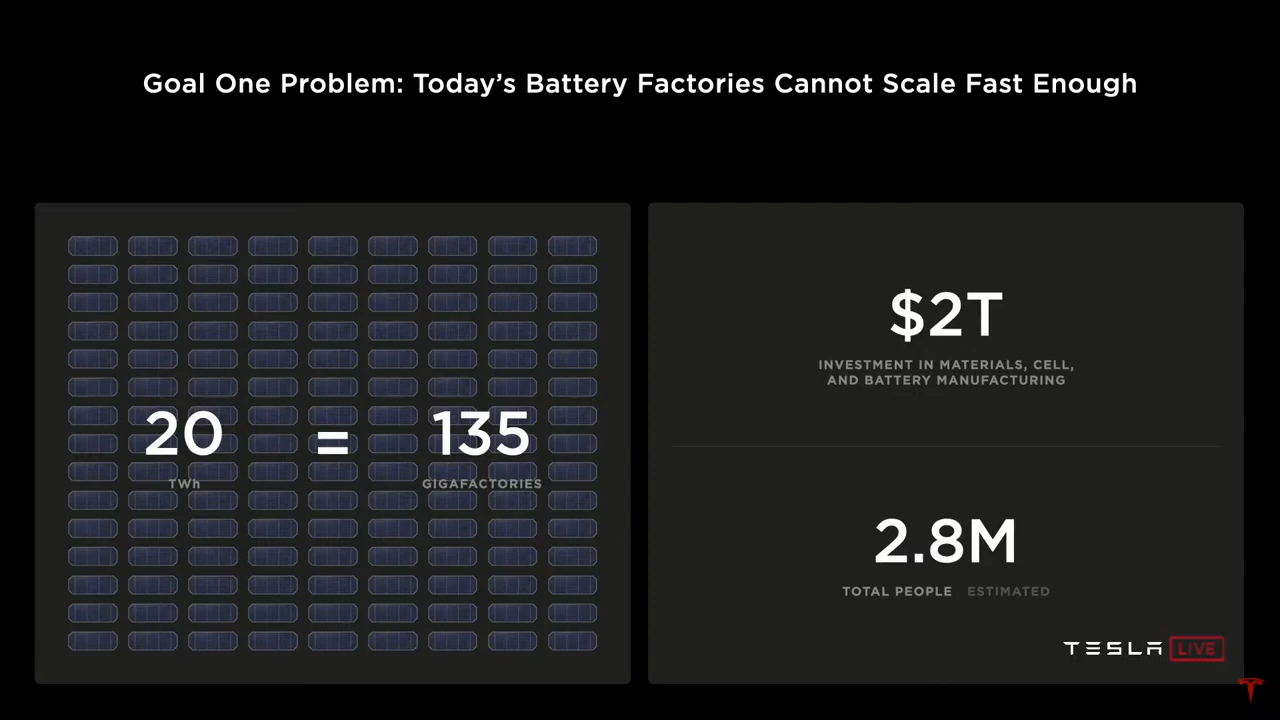 Goal One Problem: Today's Battery Factories Cannot Scale Fast Enough
20
TWh
=
135
GIGAFACTORIES
$2T
INVESTMENT IN MATERIALS, CELL,
AND BATTERY MANUFACTURING
2.8M
TOTAL PEOPLE ESTIMATED
TESLA LIVE